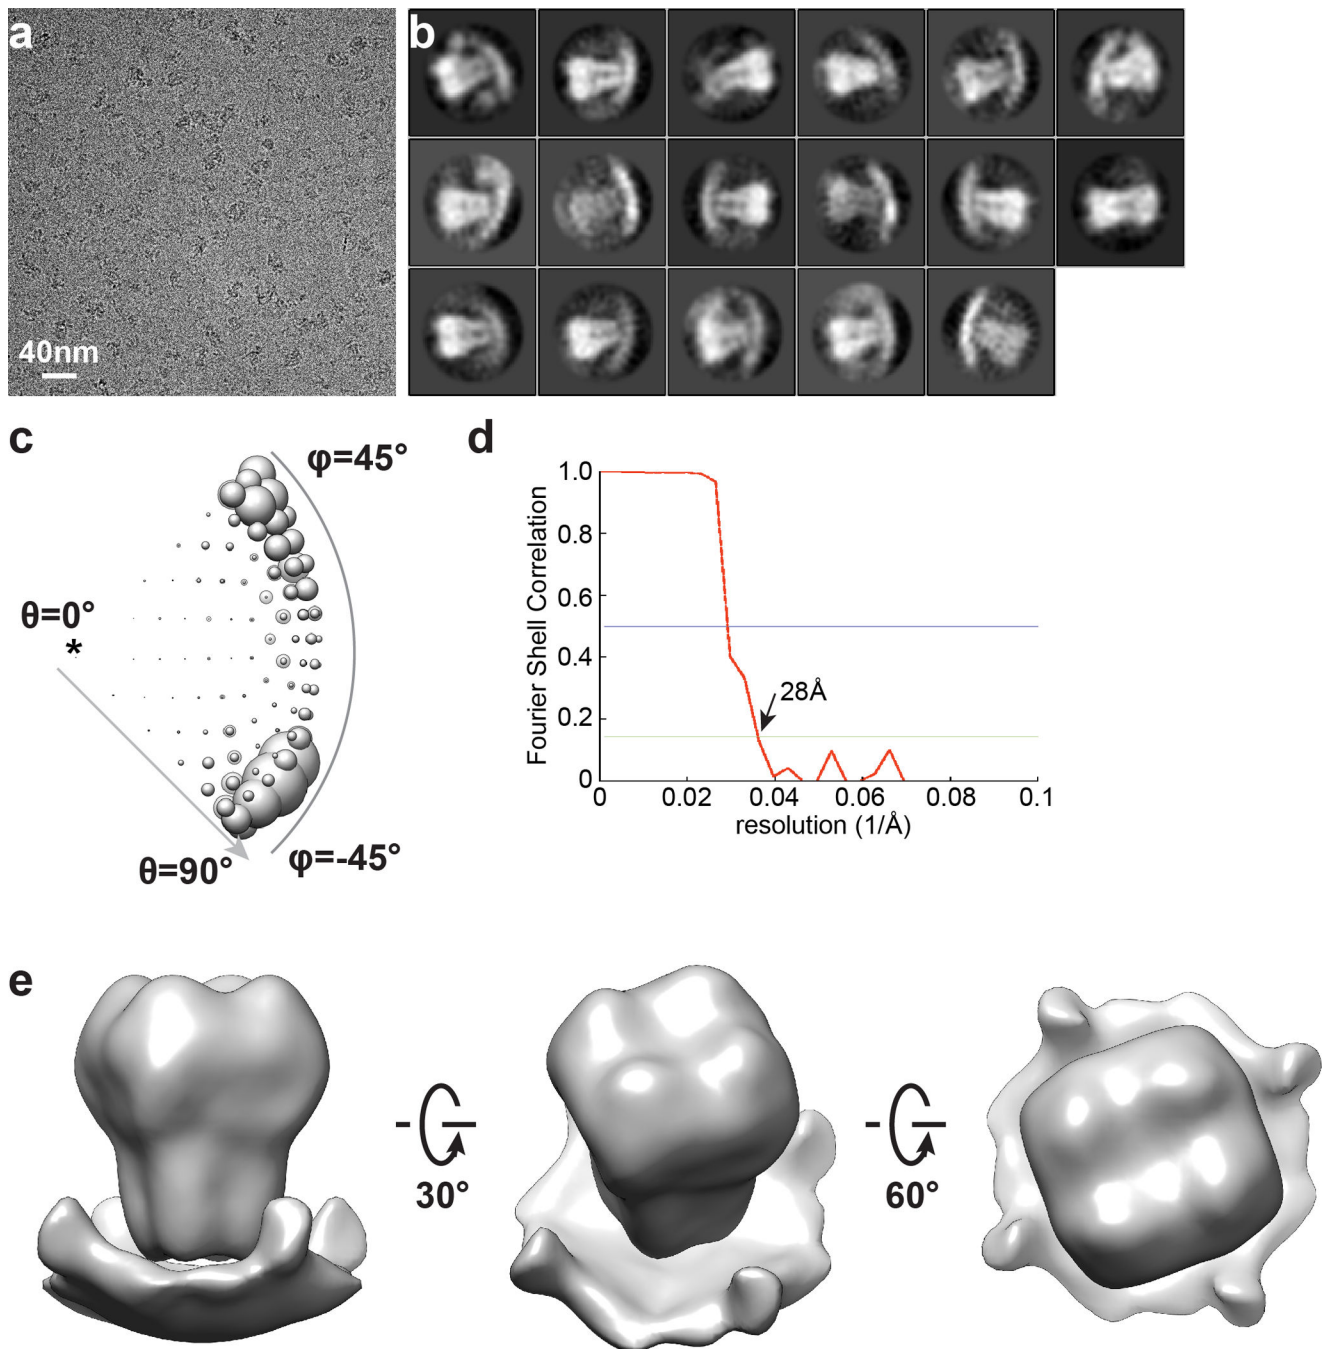 a
b
40nm
c
φ=45°
θ=0°
*
θ=90°
φ=-45°
d
Fourier Shell Correlation
1.0
0.8
0.6
0.4
0.2
0
28Å
0
0.02
0.04
0.06
0.08
0.1
resolution (1/Å)
e
30°
60°